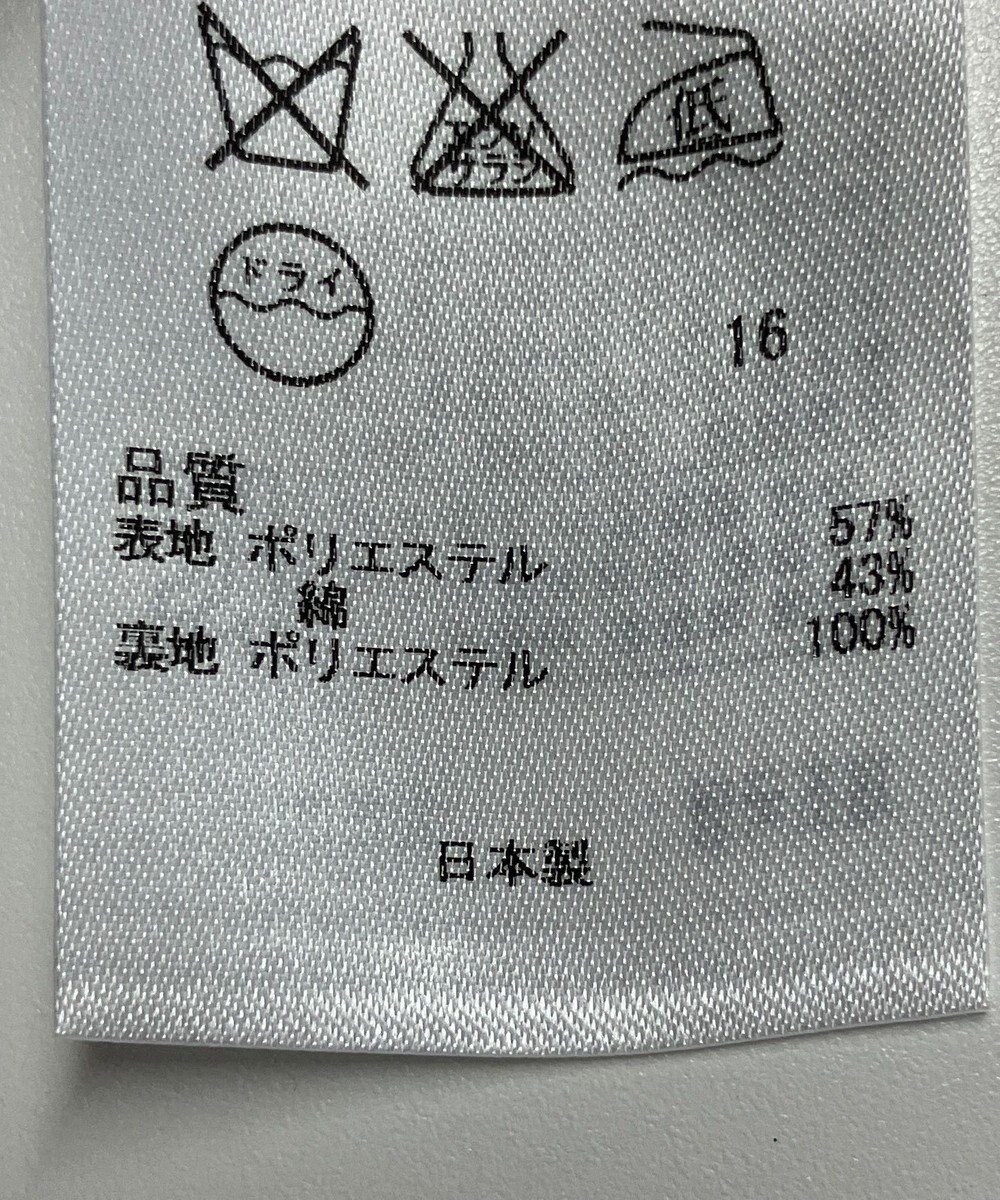 エンソ
サラシ
低
ドライ
16
品質
表地 ポリエステル 57%
綿 43%
裏地 ポリエステル 100%
日本製